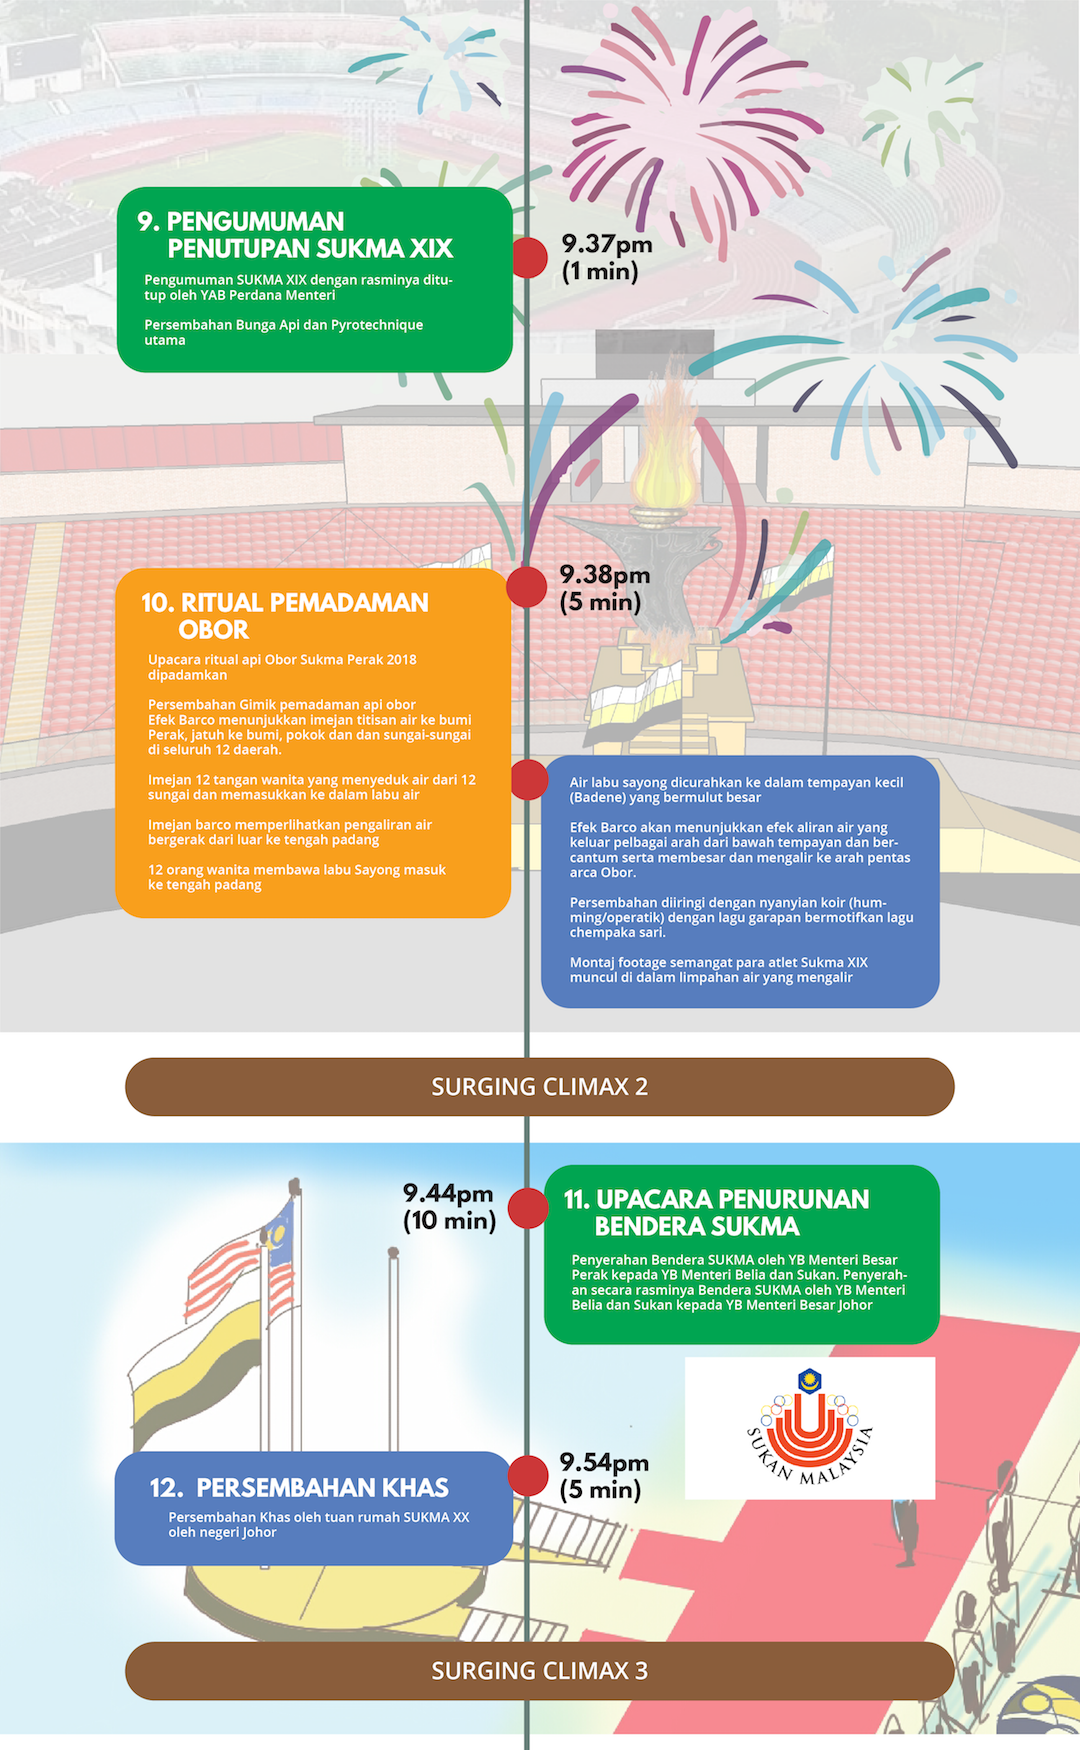 9. PENGUMUMAN
PENUTUPAN SUKMA XIX
Pengumuman SUKMA XIX dengan rasminya ditu-
tup oleh YAB Perdana Menteri
Persembahan Bunga Api dan Pyrotechnique
utama
9.37pm
(1 min)
10. RITUAL PEMADAMAN
OBOR
Upacara ritual api Obor Sukma Perak 2018
dipadamkan
Persembahan Gimik pemadaman api obor
Efek Barco menunjukkan imejan titisan air ke bumi
Perak, jatuh ke bumi, pokok dan dan sungai-sungai
di seluruh 12 daerah.
Imejan 12 tangan wanita yang menyeduk air dari 12
sungai dan memasukkan ke dalam labu air
Imejan barco memperlihatkan pengaliran air
bergerak dari luar ke tengah padang
12 orang wanita membawa labu Sayong masuk
ke tengah padang
9.38pm
(5 min)
Air labu sayong dicurahkan ke dalam tempayan kecil
(Badene) yang bermulut besar
Efek Barco akan menunjukkan efek aliran air yang
keluar pelbagai arah dari bawah tempayan dan ber-
cantum serta membesar dan mengalir ke arah pentas
arca Obor.
Persembahan diiringi dengan nyanyian koir (hum-
ming/operatik) dengan lagu garapan bermotifkan lagu
chempaka sari.
Montaj footage semangat para atlet Sukma XIX
muncul di dalam limpahan air yang mengalir
SURGING CLIMAX 2
9.44pm
(10 min)
11. UPACARA PENURUNAN
BENDERA SUKMA
Penyerahan Bendera SUKMA oleh YB Menteri Besar
Perak kepada YB Menteri Belia dan Sukan. Penyerah-
an secara rasminya Bendera SUKMA oleh YB Menteri
Belia dan Sukan kepada YB Menteri Besar Johor
SUKAN MALAYSIA
12. PERSEMBAHAN KHAS
Persembahan Khas oleh tuan rumah SUKMA XX
oleh negeri Johor
9.54pm
(5 min)
SURGING CLIMAX 3